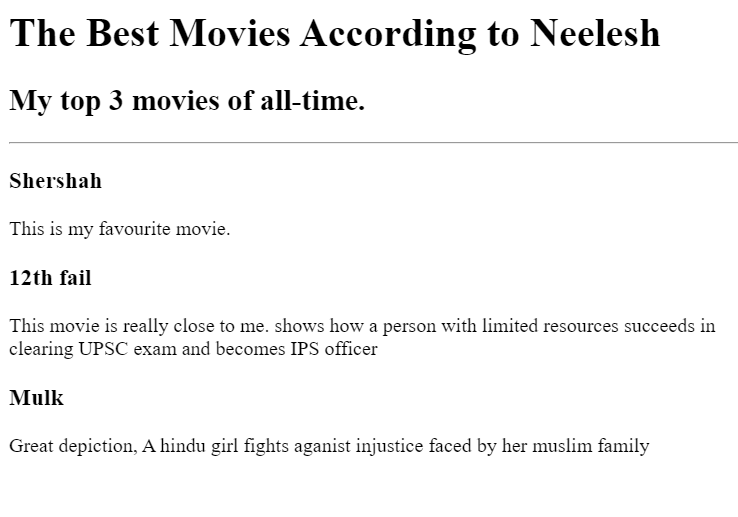 The Best Movies According to Neelesh
My top 3 movies of all-time.
Shershah
This is my favourite movie.
12th fail
This movie is really close to me. shows how a person with limited resources succeeds in
clearing UPSC exam and becomes IPS officer
Mulk
Great depiction, A hindu girl fights aganist injustice faced by her muslim family